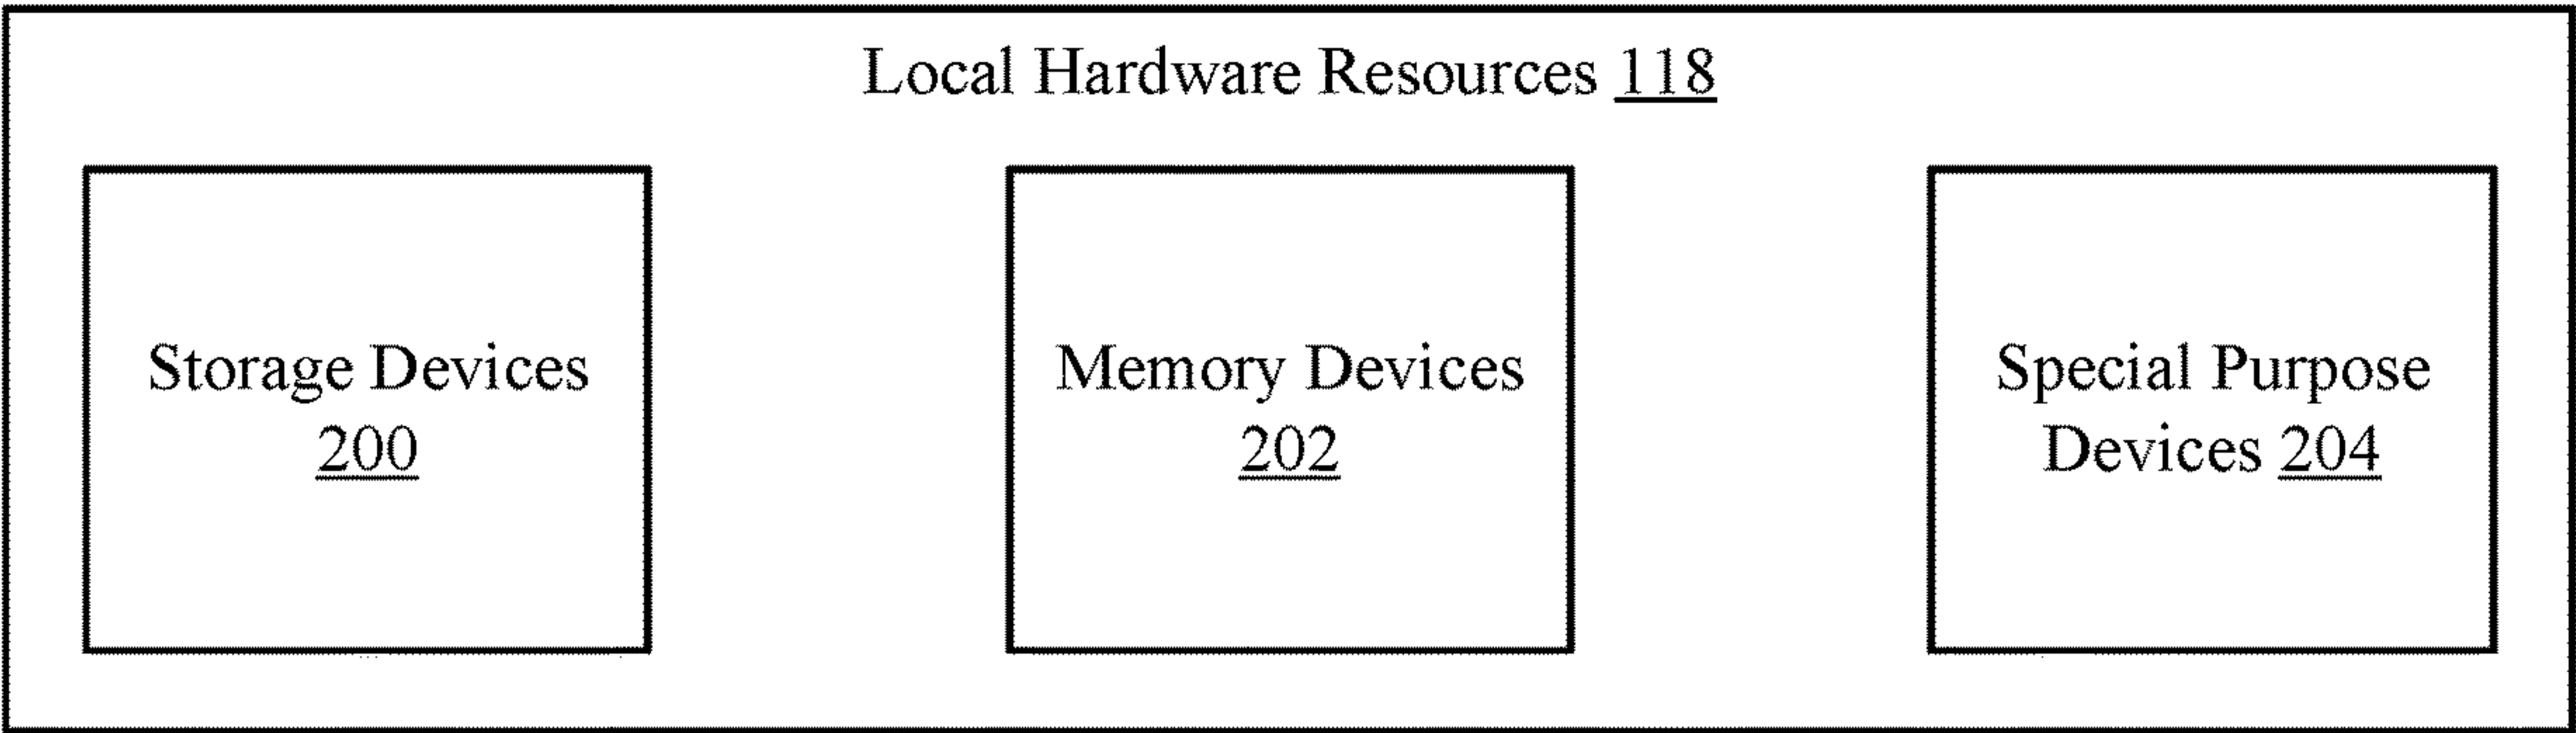 Local Hardware Resources 118
Storage Devices
200
Memory Devices
202
Special Purpose
Devices 204